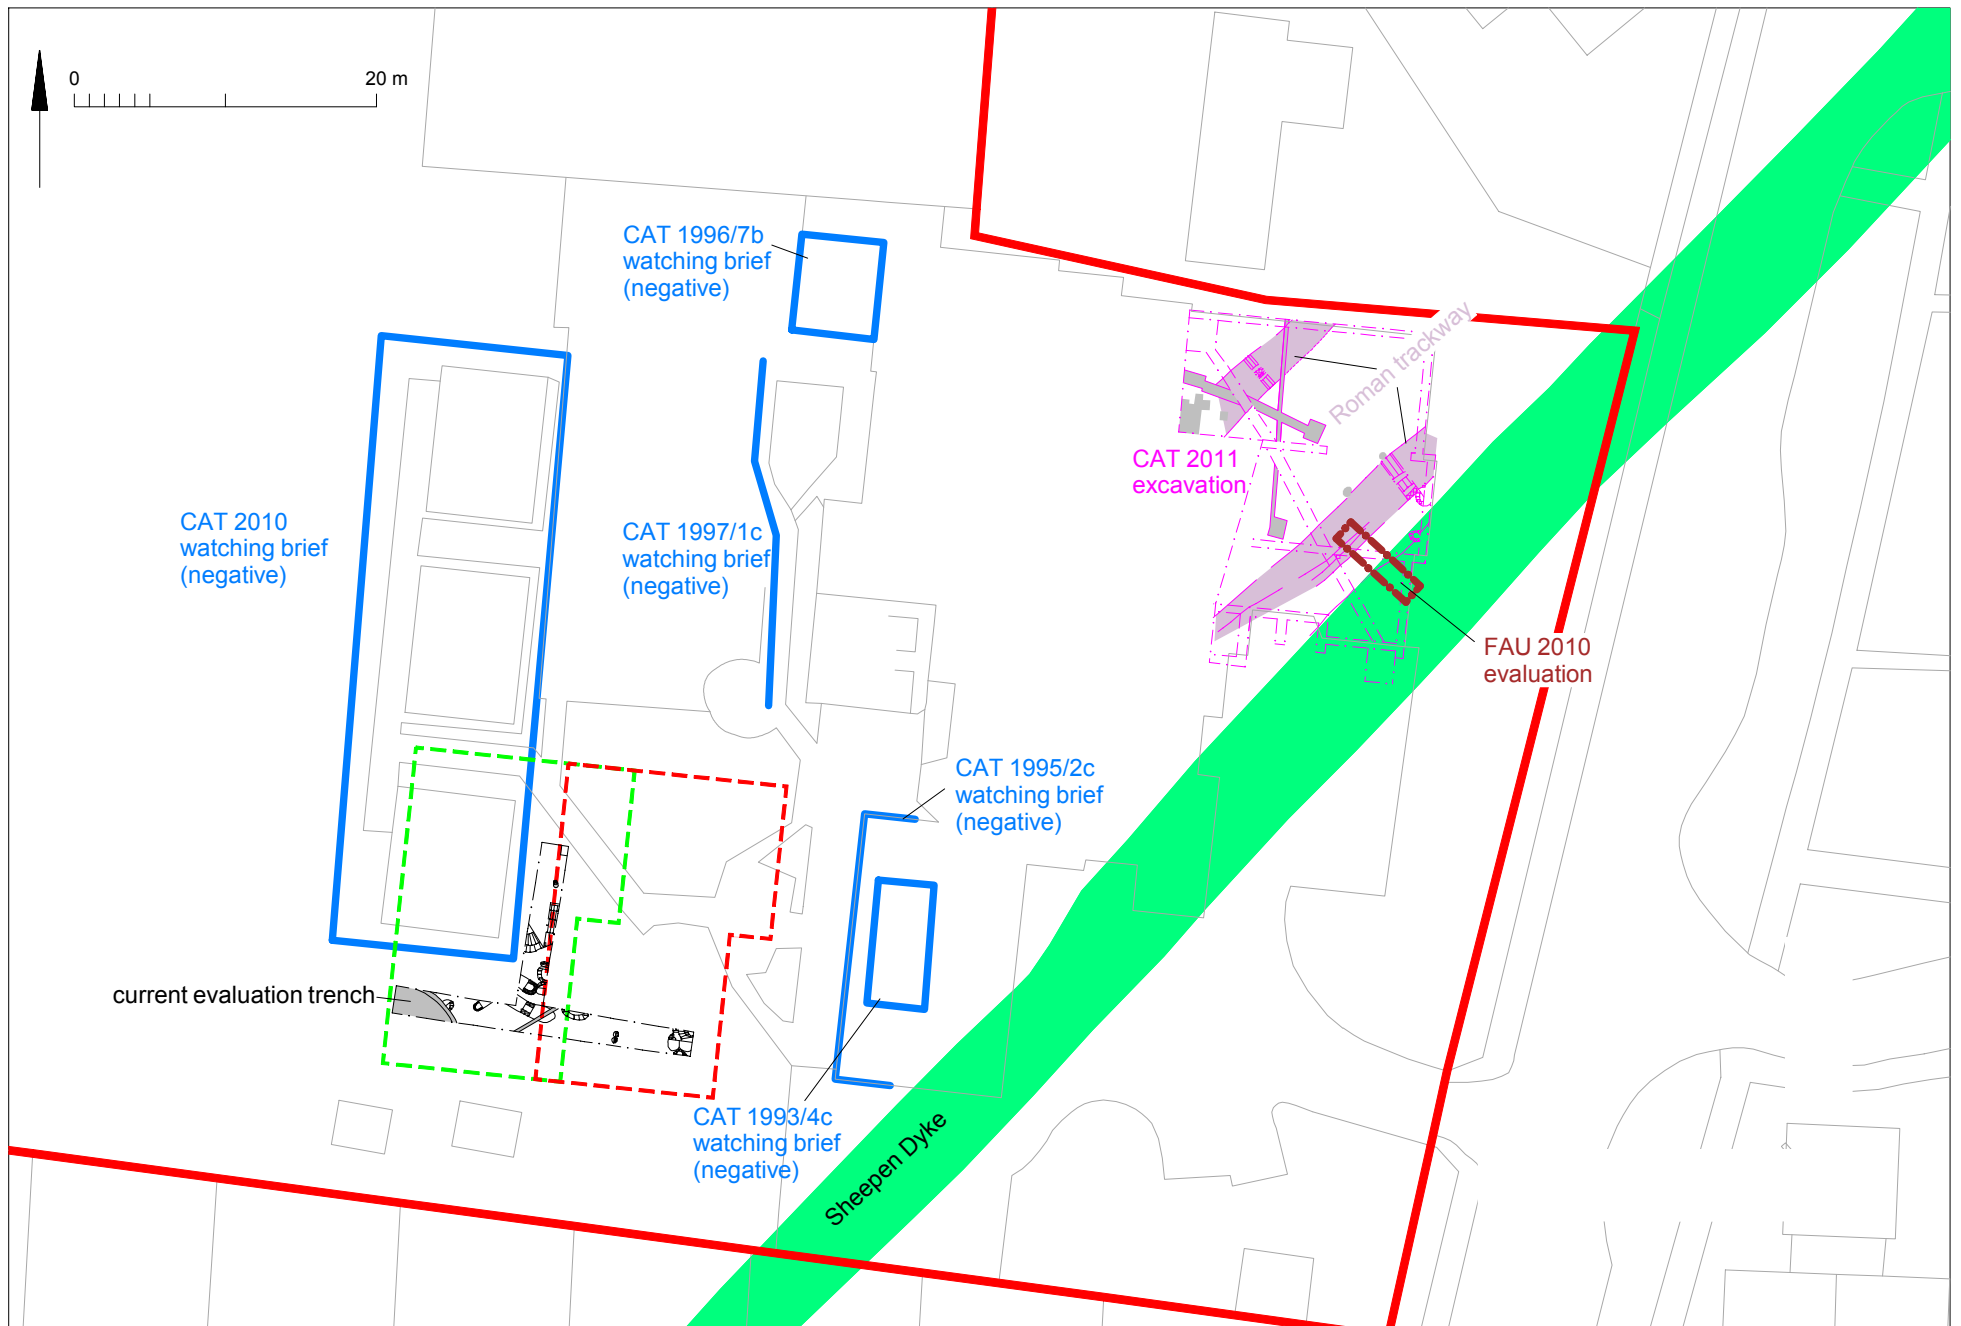 0 20 m
CAT 1996/7b
watching brief
(negative)
Roman trackway
CAT 2011
excavation
CAT 2010
watching brief
(negative)
CAT 1997/1c
watching brief
(negative)
FAU 2010
evaluation
CAT 1995/2c
watching brief
(negative)
current evaluation trench
CAT 1993/4c
watching brief
(negative)
Sheepen Dyke